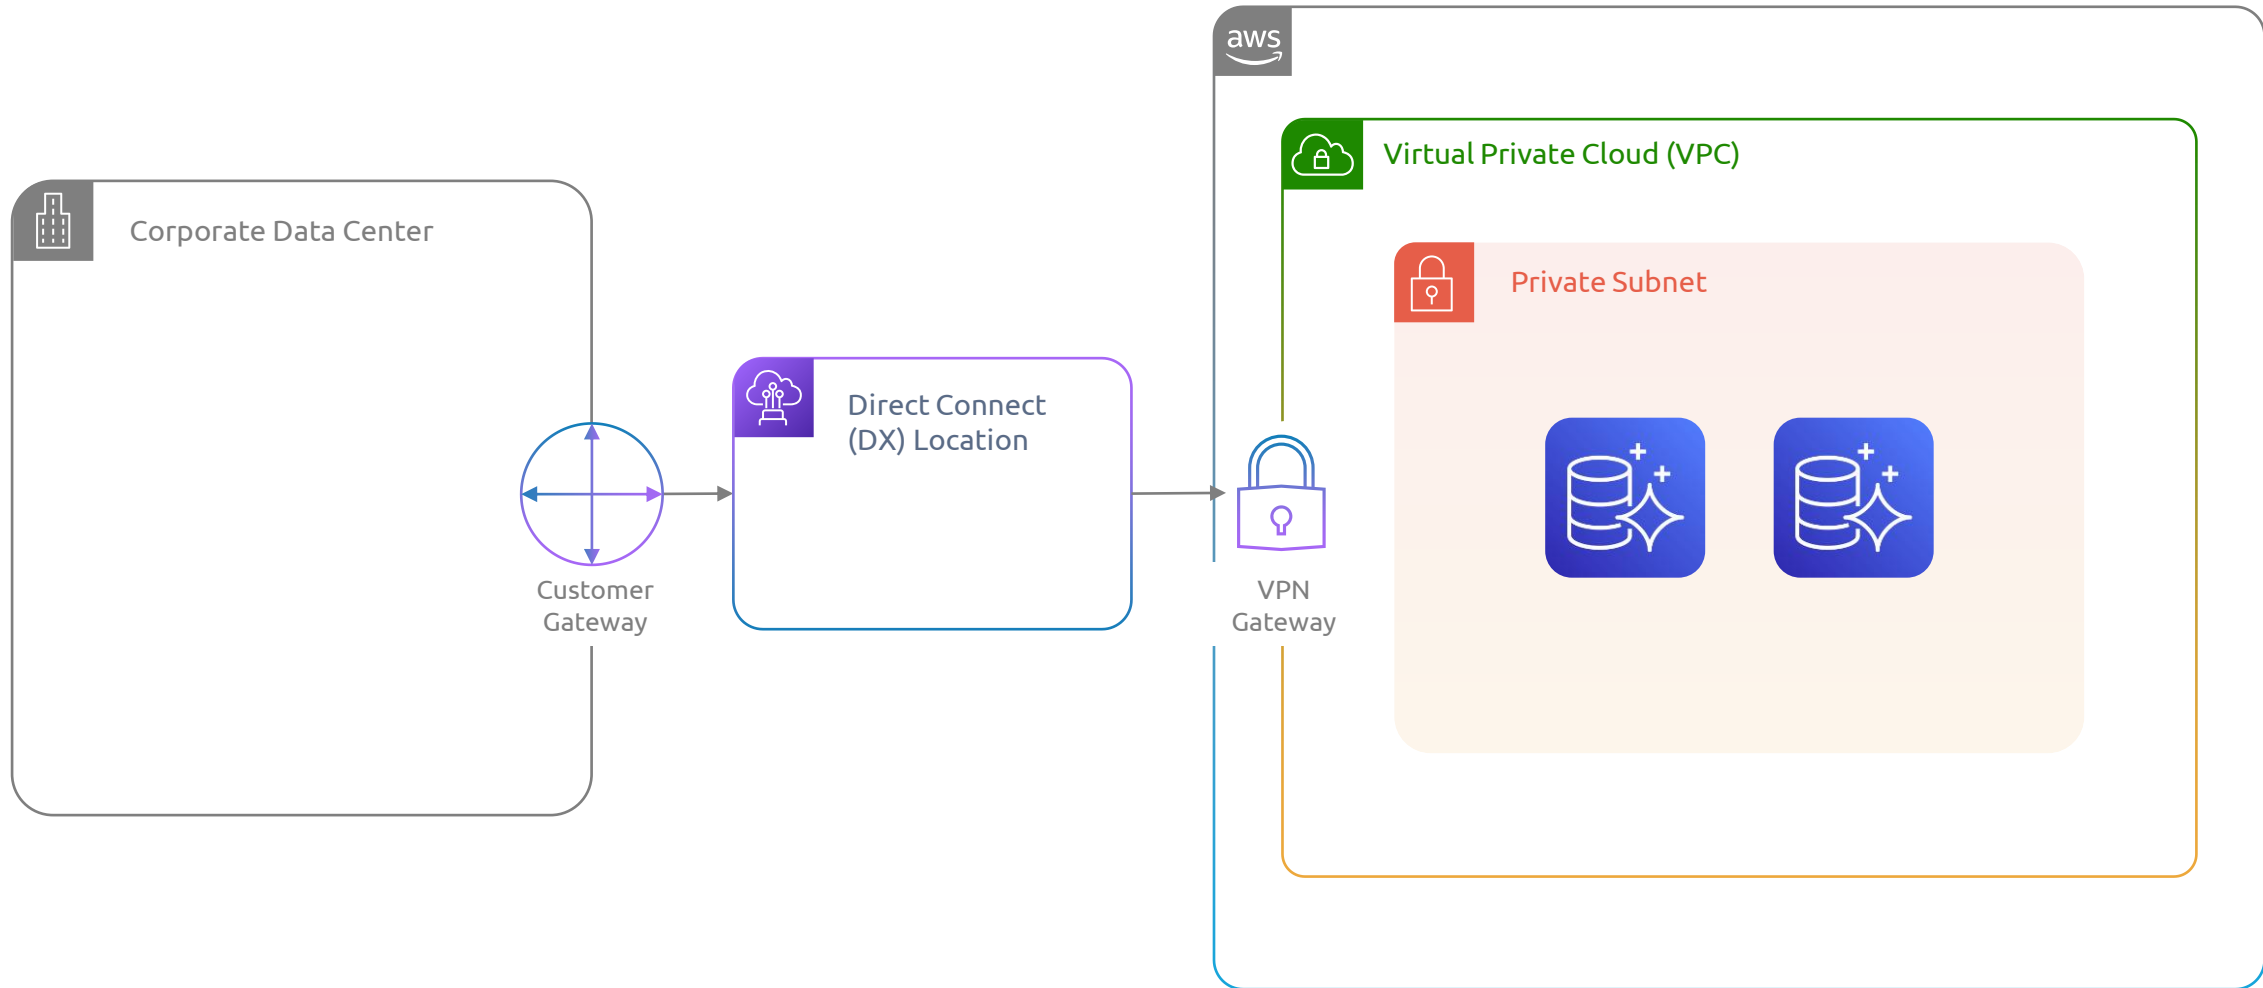 aws
Virtual Private Cloud (VPC)
Corporate Data Center
Private Subnet
Direct Connect
(DX) Location
Customer
Gateway
VPN
Gateway